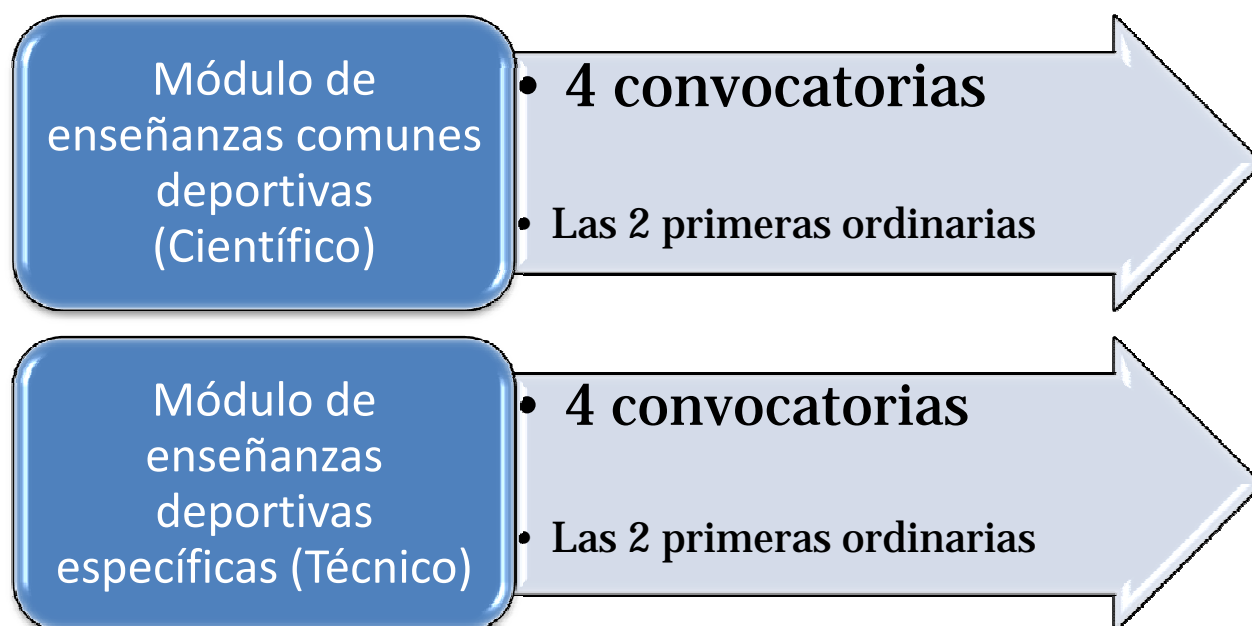 Módulo de
enseñanzas comunes
deportivas
(Científico)
• 4 convocatorias
• Las 2 primeras ordinarias
Módulo de
enseñanzas
deportivas
específicas (Técnico)
• 4 convocatorias
• Las 2 primeras ordinarias